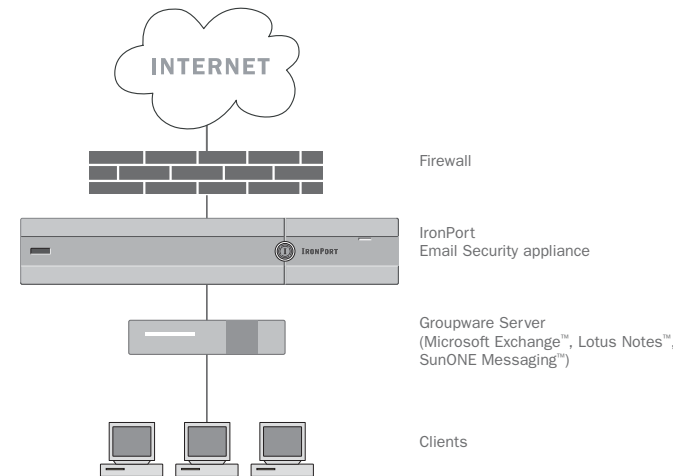 INTERNET
Firewall
IRONPORT
IronPort
Email Security appliance
Groupware Server
(Microsoft Exchange™, Lotus Notes™,
SunONE Messaging™)
Clients